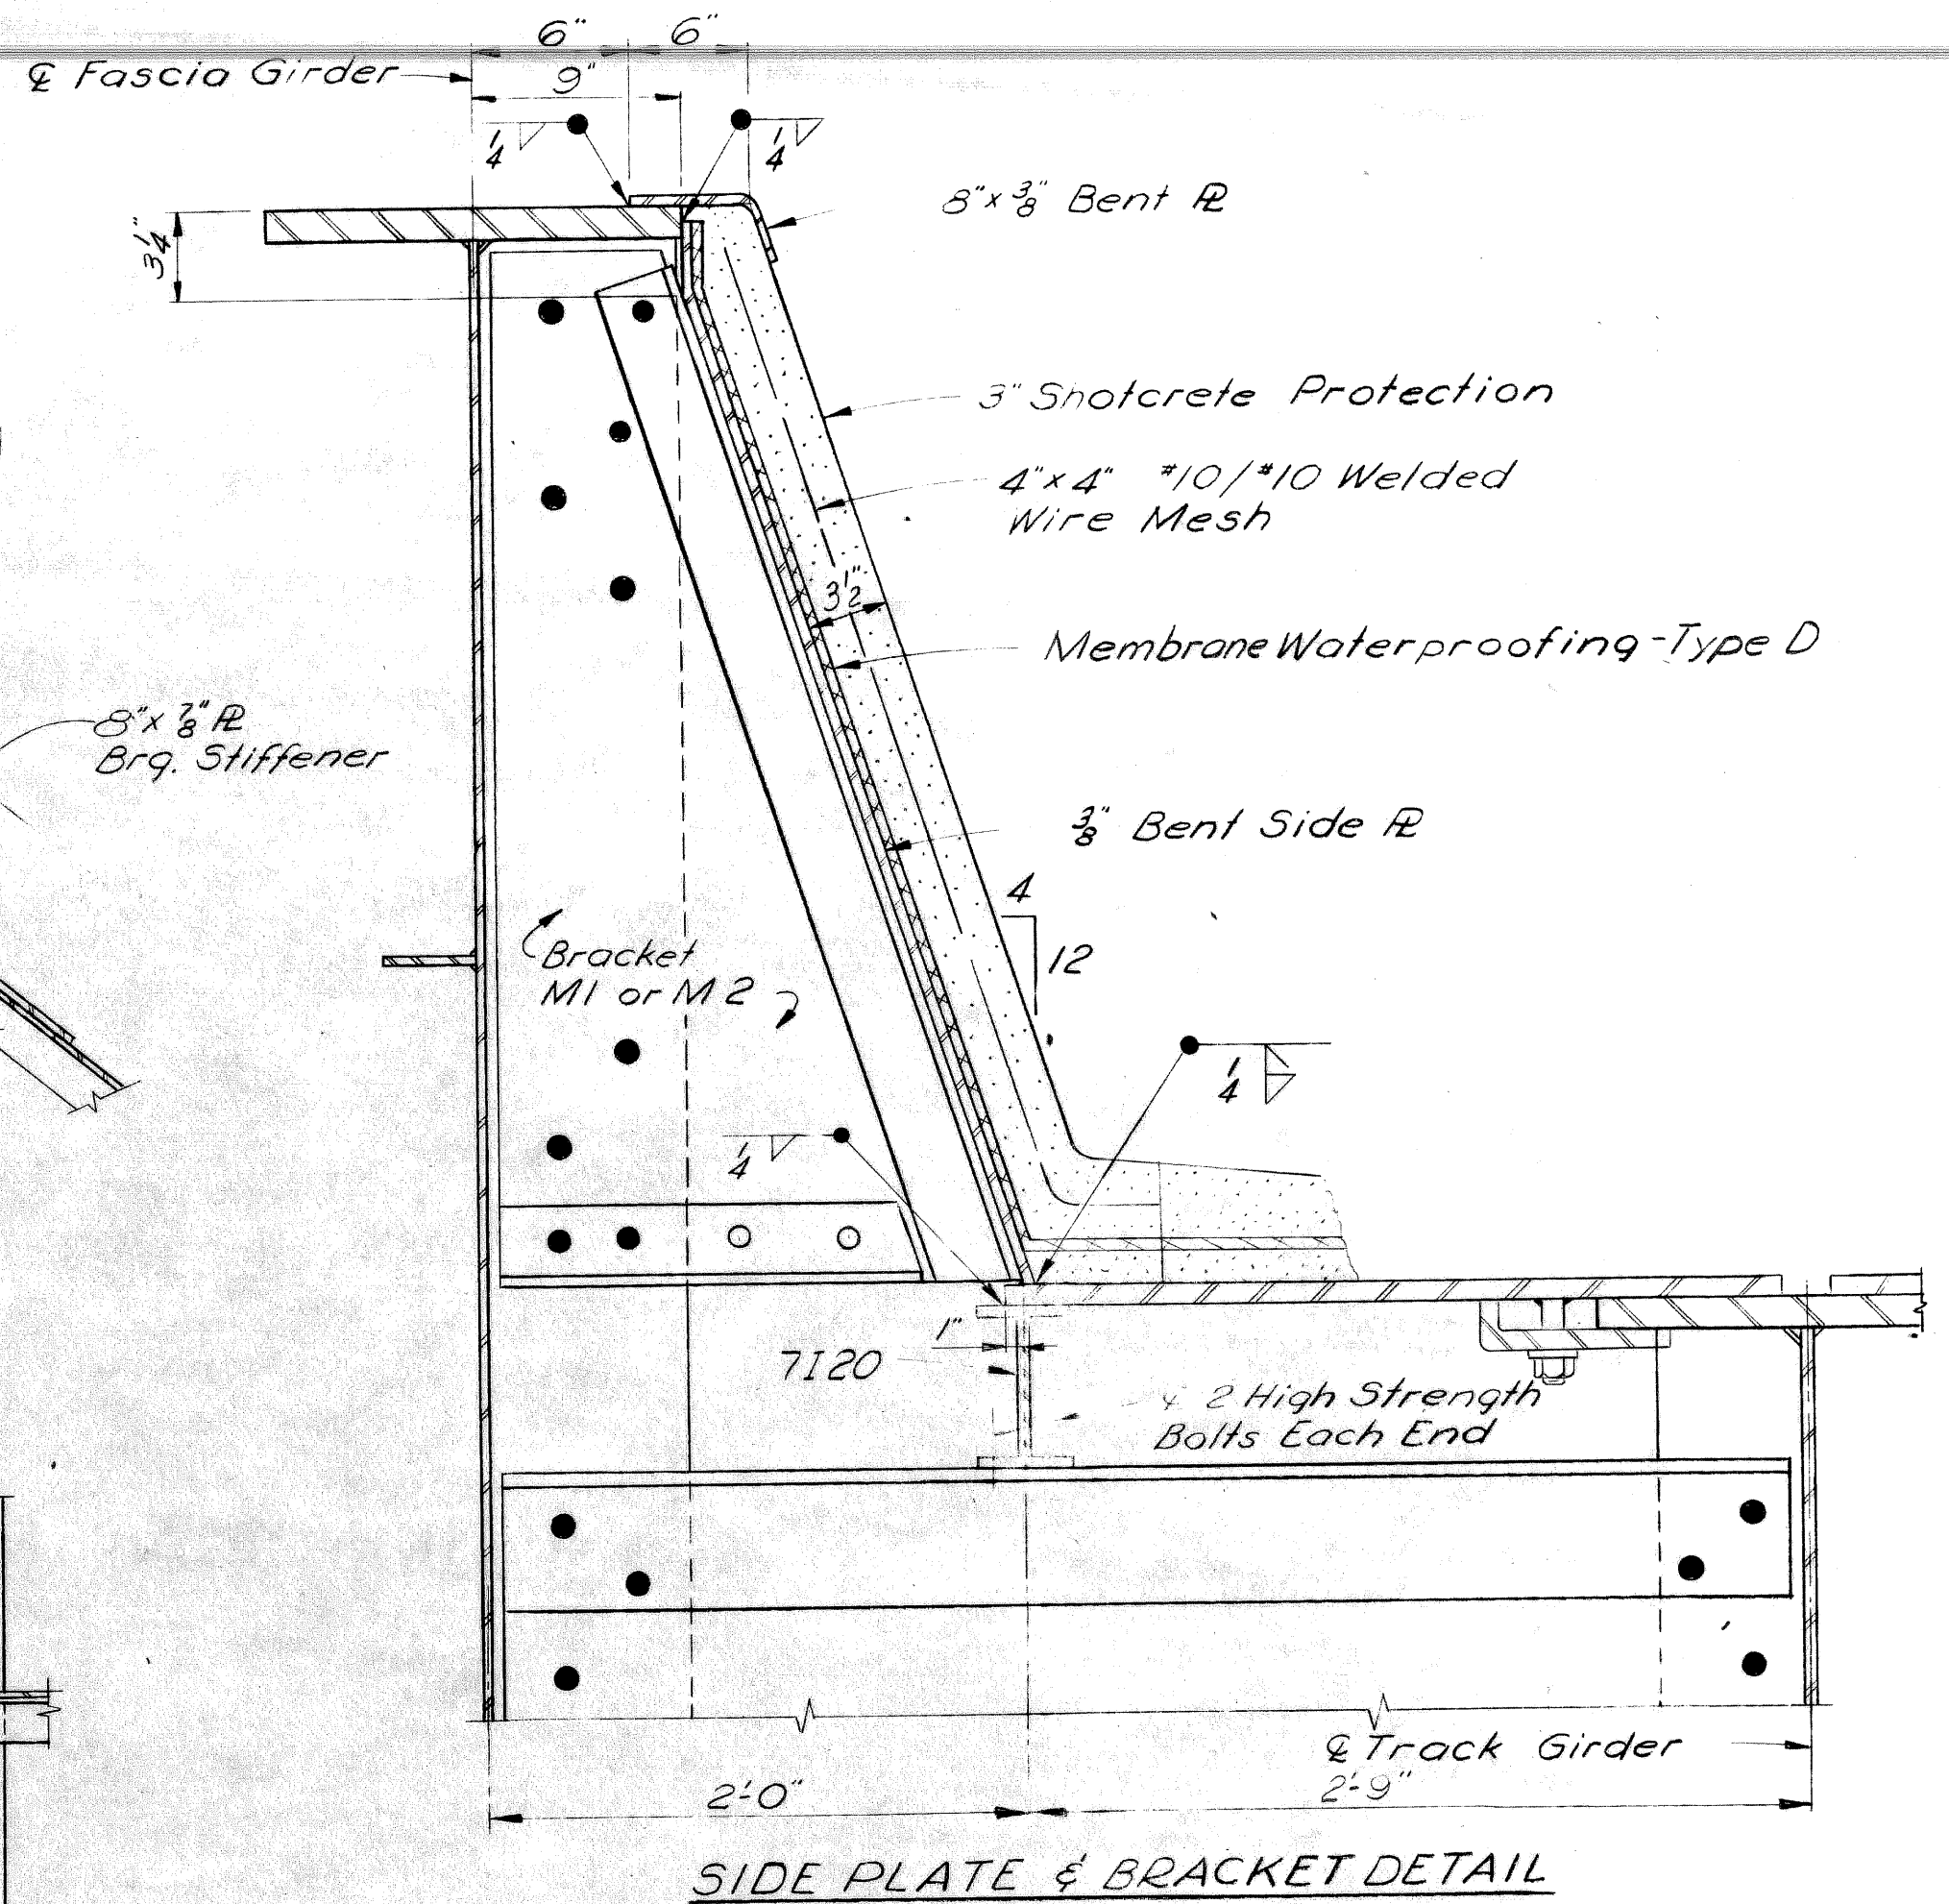 6" 6"
℄ Fascia Girder
9"
1/4
1/4
8" x 3/8" Bent ℞
3 1/4"
3" Shotcrete Protection
4" x 4" #10/#10 Welded
Wire Mesh
3 1/2"
Membrane Waterproofing-Type D
8" x 7/8" ℞
Brg. Stiffener
3/8" Bent Side ℞
4
12
Bracket
M1 or M2
1/4
1/4
1"
7I20
2 High Strength
Bolts Each End
℄ Track Girder
2'-0"
2'-9"
SIDE PLATE & BRACKET DETAIL